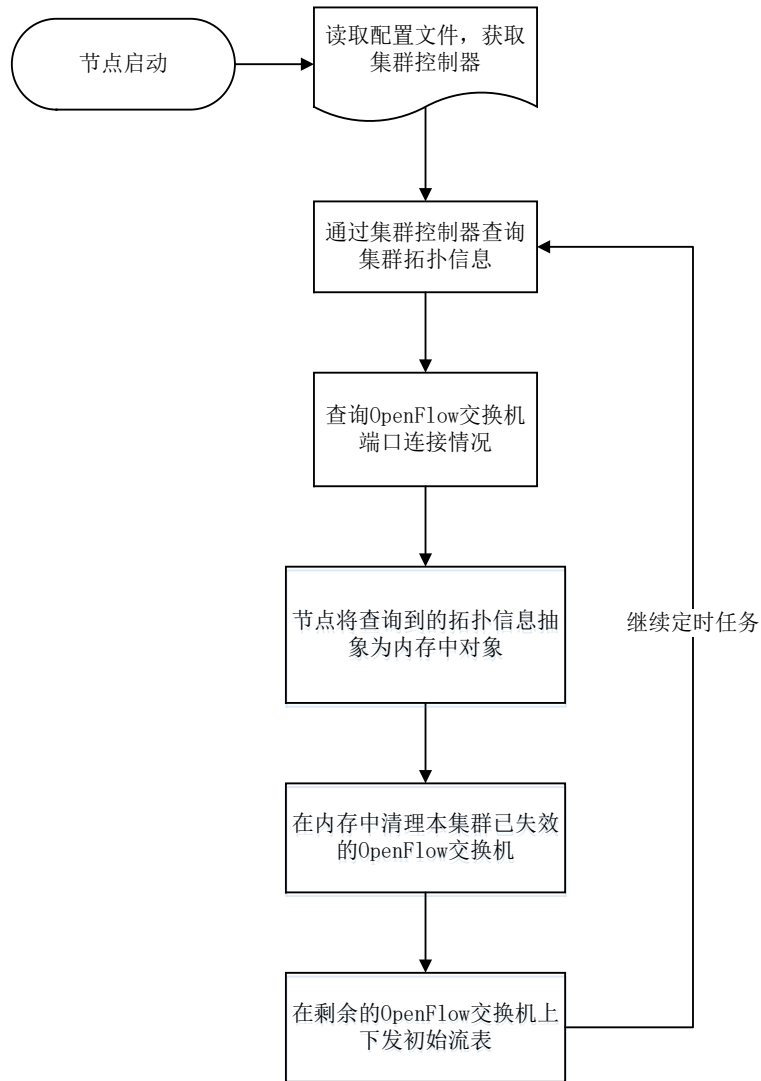 节点启动
读取配置文件，获取
集群控制器
通过集群控制器查询
集群拓扑信息
查询OpenFlow交换机
端口连接情况
节点将查询到的拓扑信息抽
象为内存中对象
继续定时任务
在内存中清理本集群已失效
的OpenFlow交换机
在剩余的OpenFlow交换机上
下发初始流表